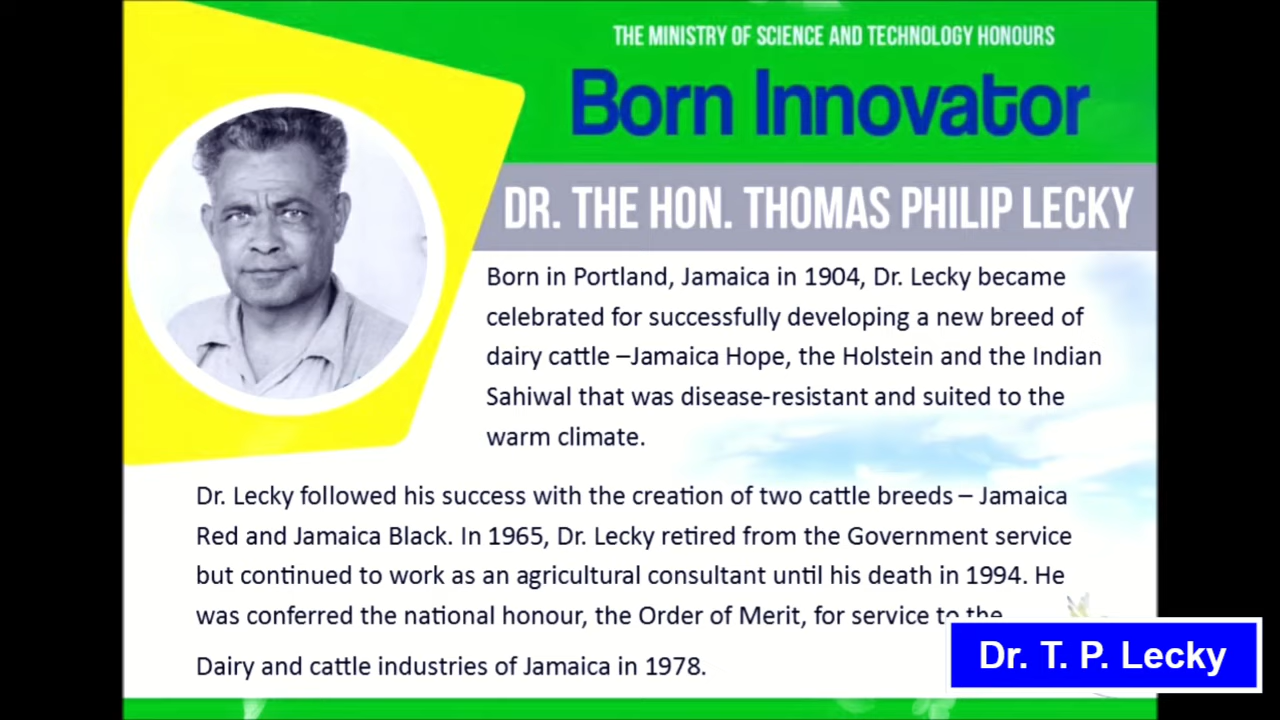 THE MINISTRY OF SCIENCE AND TECHNOLOGY HONOURS
Born Innovator
DR. THE HON. THOMAS PHILIP LECKY
Born in Portland, Jamaica in 1904, Dr. Lecky became
celebrated for successfully developing a new breed of
dairy cattle –Jamaica Hope, the Holstein and the Indian
Sahiwal that was disease-resistant and suited to the
warm climate.
Dr. Lecky followed his success with the creation of two cattle breeds – Jamaica
Red and Jamaica Black. In 1965, Dr. Lecky retired from the Government service
but continued to work as an agricultural consultant until his death in 1994. He
was conferred the national honour, the Order of Merit, for service to the
Dairy and cattle industries of Jamaica in 1978.
Dr. T. P. Lecky